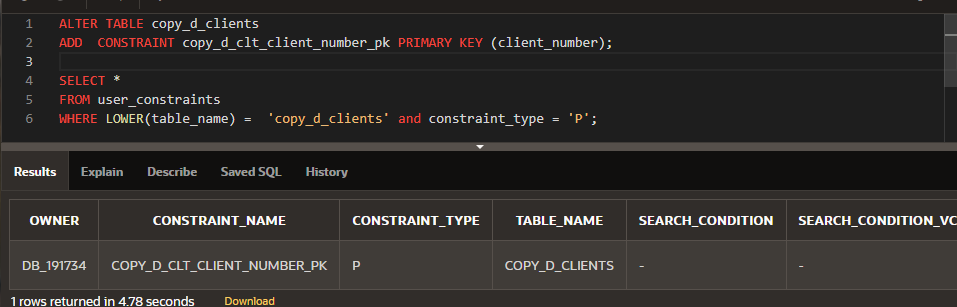 1 ALTER TABLE copy_d_clients
2 ADD  CONSTRAINT copy_d_clt_client_number_pk PRIMARY KEY (client_number);
3
4 SELECT *
5 FROM user_constraints
6 WHERE LOWER(table_name) =  'copy_d_clients' and constraint_type = 'P';
Results Explain Describe Saved SQL History
OWNER CONSTRAINT_NAME CONSTRAINT_TYPE TABLE_NAME SEARCH_CONDITION SEARCH_CONDITION_VC
DB_191734 COPY_D_CLT_CLIENT_NUMBER_PK P COPY_D_CLIENTS - -
1 rows returned in 4.78 seconds Download